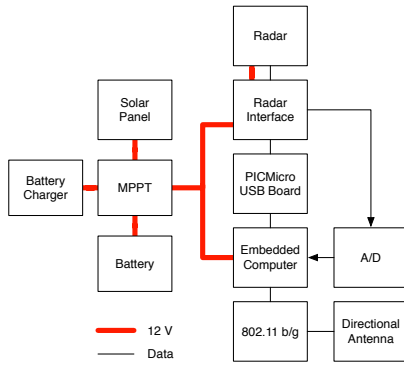 Radar
Solar
Panel
Radar
Interface
Battery
Charger
MPPT
PICMicro
USB Board
Battery
Embedded
Computer
A/D
12 V
Data
802.11 b/g
Directional
Antenna